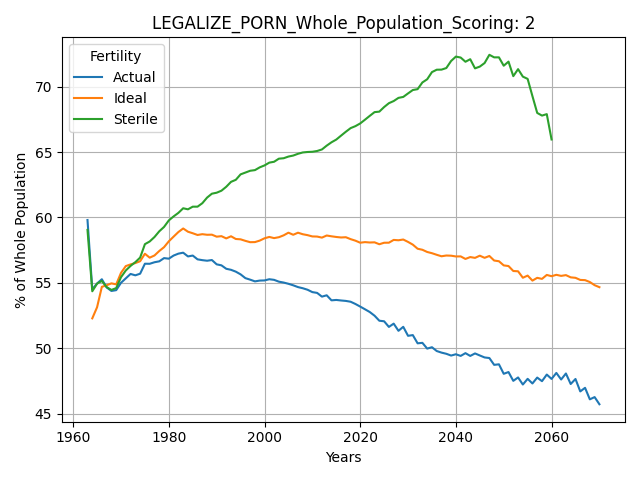 LEGALIZE_PORN_Whole_Population_Scoring: 2
Fertility
Actual
Ideal
Sterile
% of Whole Population
70
65
60
55
50
45
1960 1980 2000 2020 2040 2060
Years